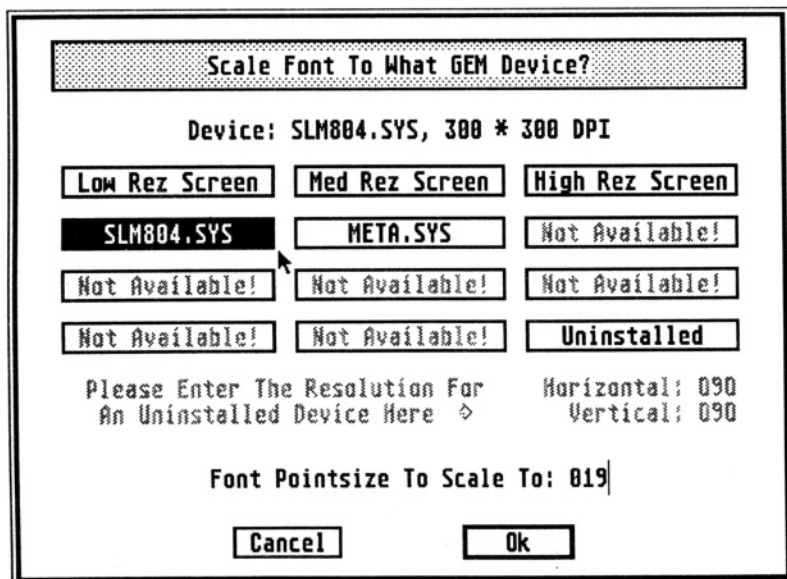 Scale Font To What GEM Device?
Device: SLM804.SYS, 300 * 300 DPI
Low Rez Screen Med Rez Screen High Rez Screen
SLM804.SYS META.SYS Not Available!
Not Available! Not Available! Not Available!
Not Available! Not Available! Uninstalled
Please Enter The Resolution For Horizontal: 090
An Uninstalled Device Here ◇ Vertical: 090
Font Pointsize To Scale To: 019
Cancel Ok